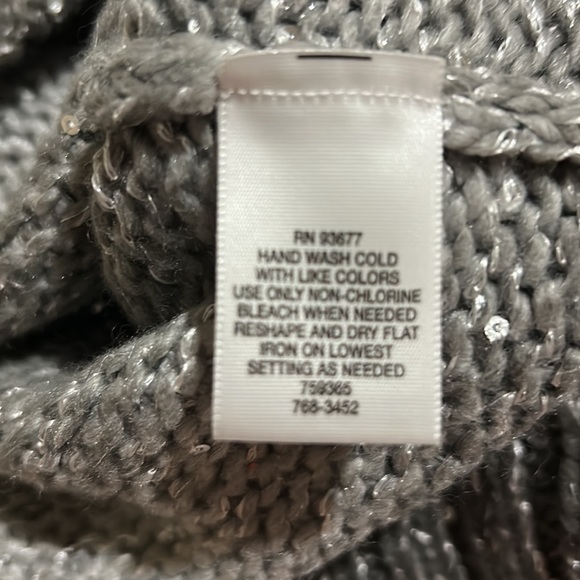 RN 93677
HAND WASH COLD
WITH LIKE COLORS
USE ONLY NON-CHLORINE
BLEACH WHEN NEEDED
RESHAPE AND DRY FLAT
IRON ON LOWEST
SETTING AS NEEDED
759365
768-3452